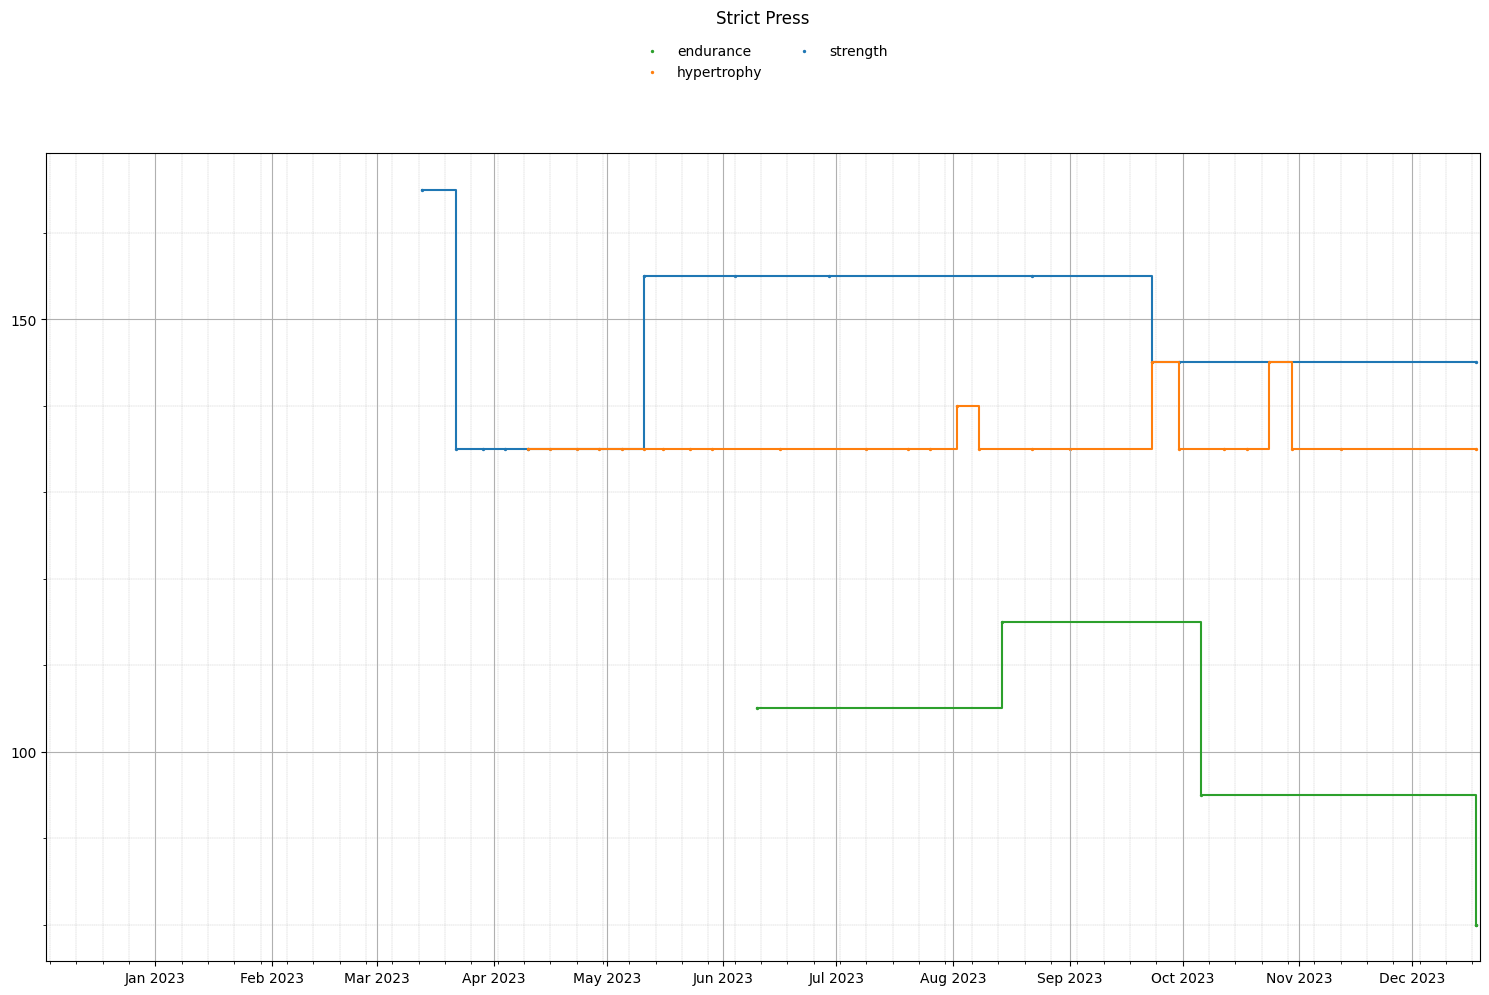 Strict Press
endurance
strength
hypertrophy
150
100
Jan 2023
Feb 2023
Mar 2023
Apr 2023
May 2023
Jun 2023
Jul 2023
Aug 2023
Sep 2023
Oct 2023
Nov 2023
Dec 2023